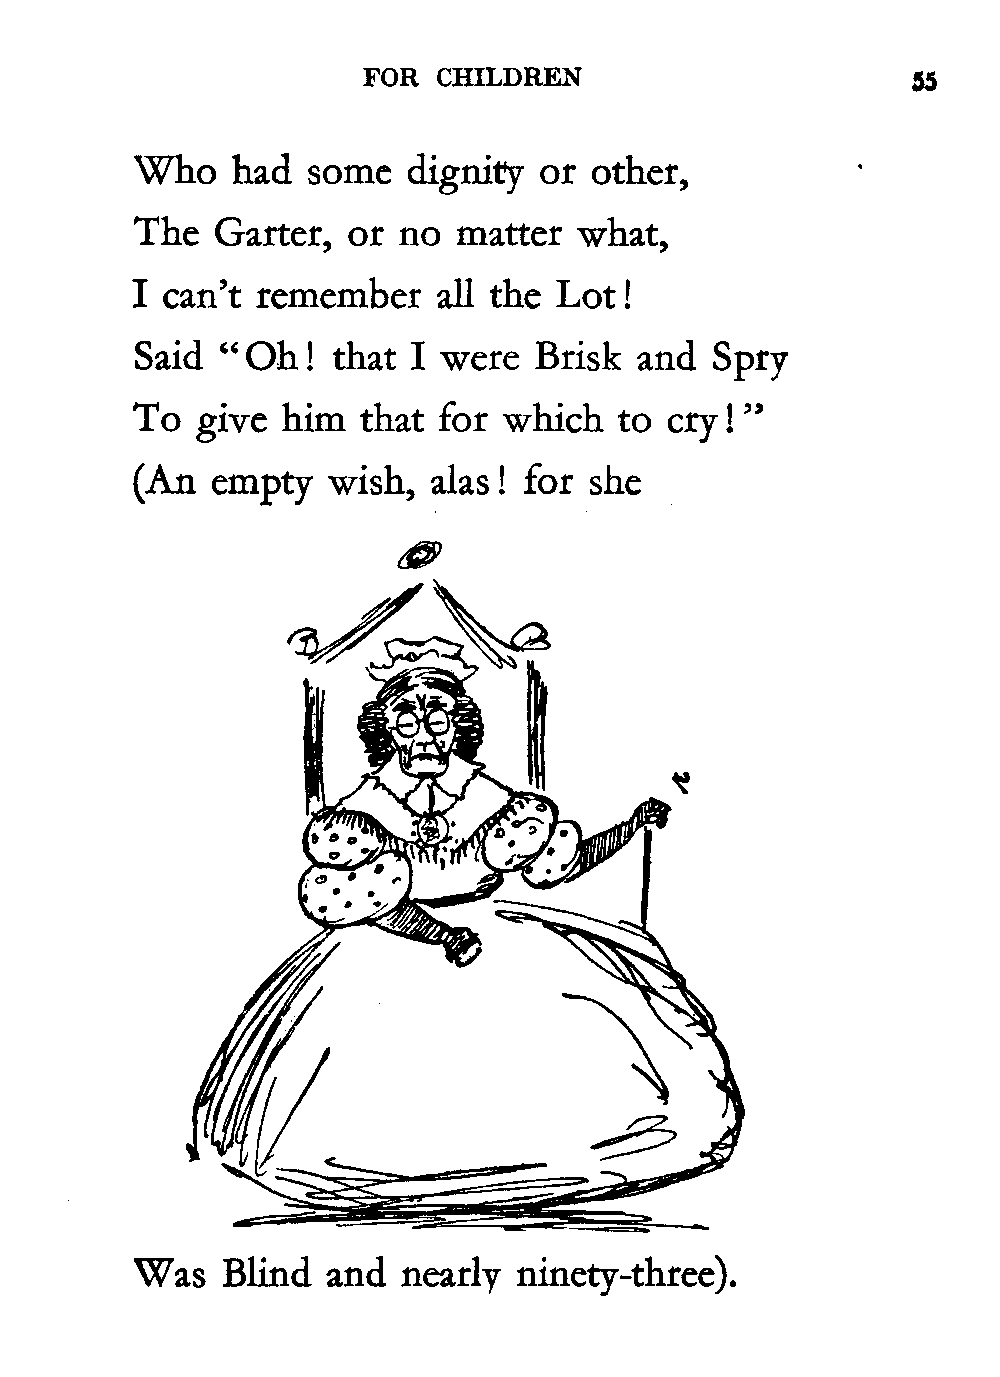 FOR CHILDREN 55
Who had some dignity or other,
The Garter, or no matter what,
I can't remember all the Lot!
Said “Oh! that I were Brisk and Spry
To give him that for which to cry!”
(An empty wish, alas! for she
Was Blind and nearly ninety-three).